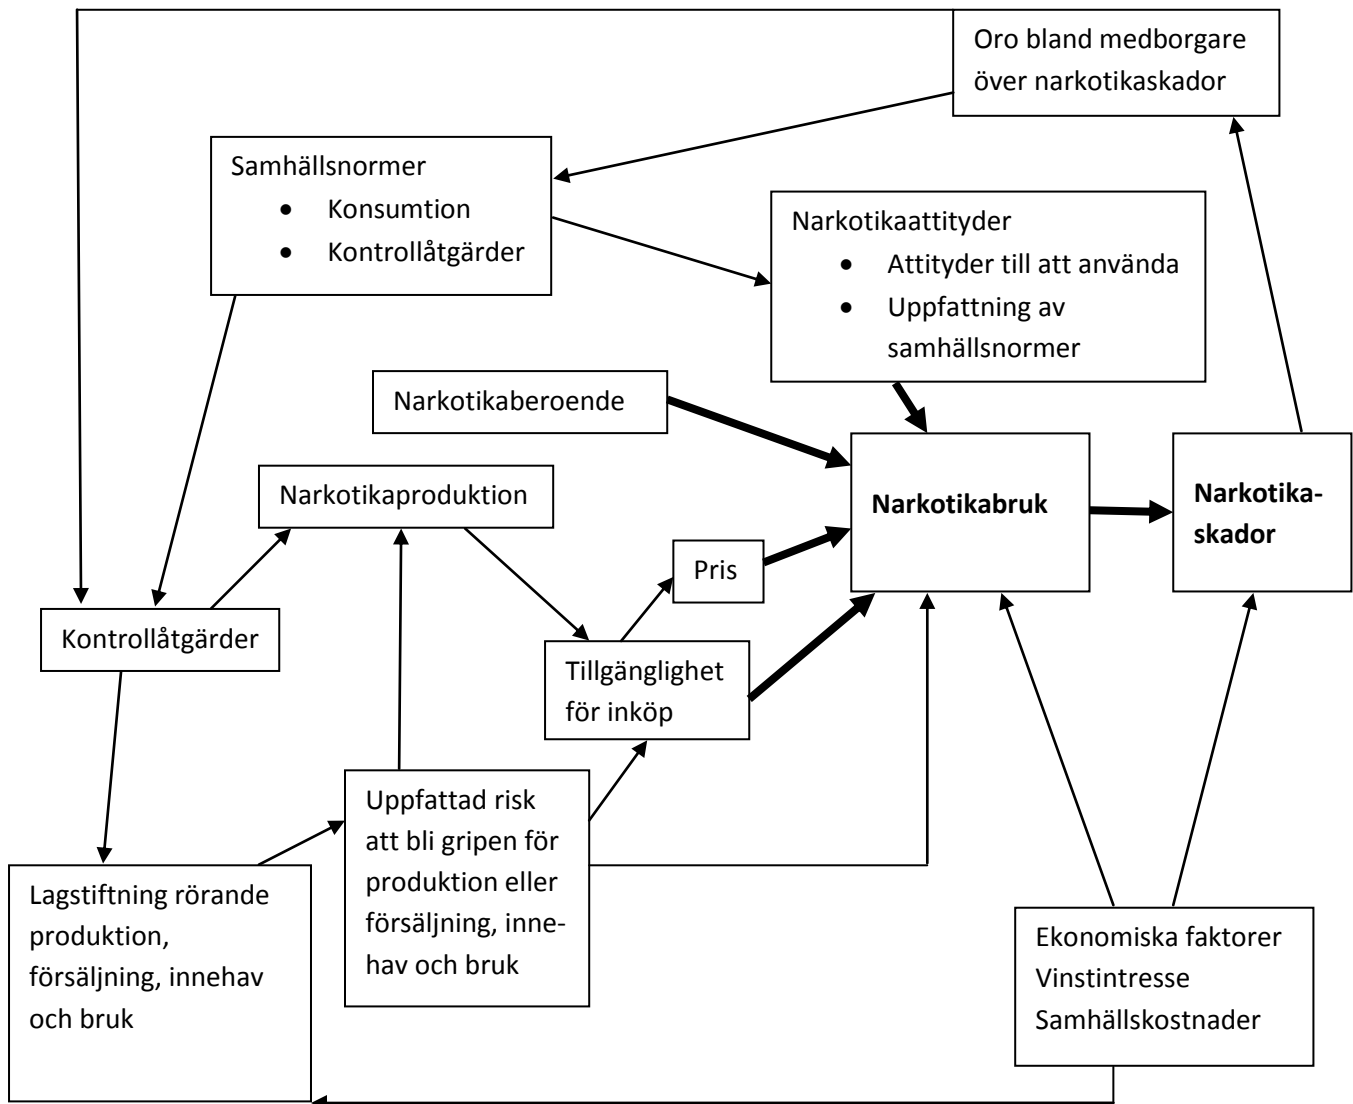 Oro bland medborgare
över narkotikaskador
Samhällsnormer
• Konsumtion
• Kontrollåtgärder
Narkotikaattityder
• Attityder till att använda
• Uppfattning av
samhällsnormer
Narkotikaberoende
Narkotikabruk
Narkotika-
skador
Narkotikaproduktion
Pris
Kontrollåtgärder
Tillgänglighet
för inköp
Uppfattad risk
att bli gripen för
produktion eller
försäljning, inne-
hav och bruk
Lagstiftning rörande
produktion,
försäljning, innehav
och bruk
Ekonomiska faktorer
Vinstintresse
Samhällskostnader